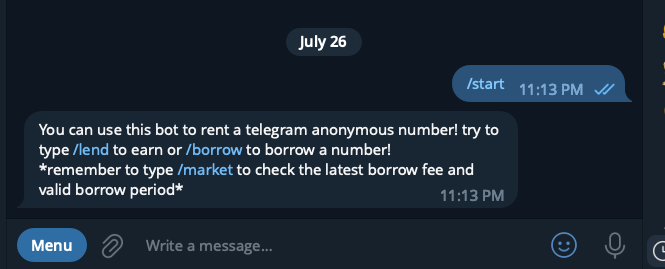 July 26
/start 11:13 PM
You can use this bot to rent a telegram anonymous number! try to
type /lend to earn or /borrow to borrow a number!
*remember to type /market to check the latest borrow fee and
valid borrow period*
11:13 PM
Menu Write a message...